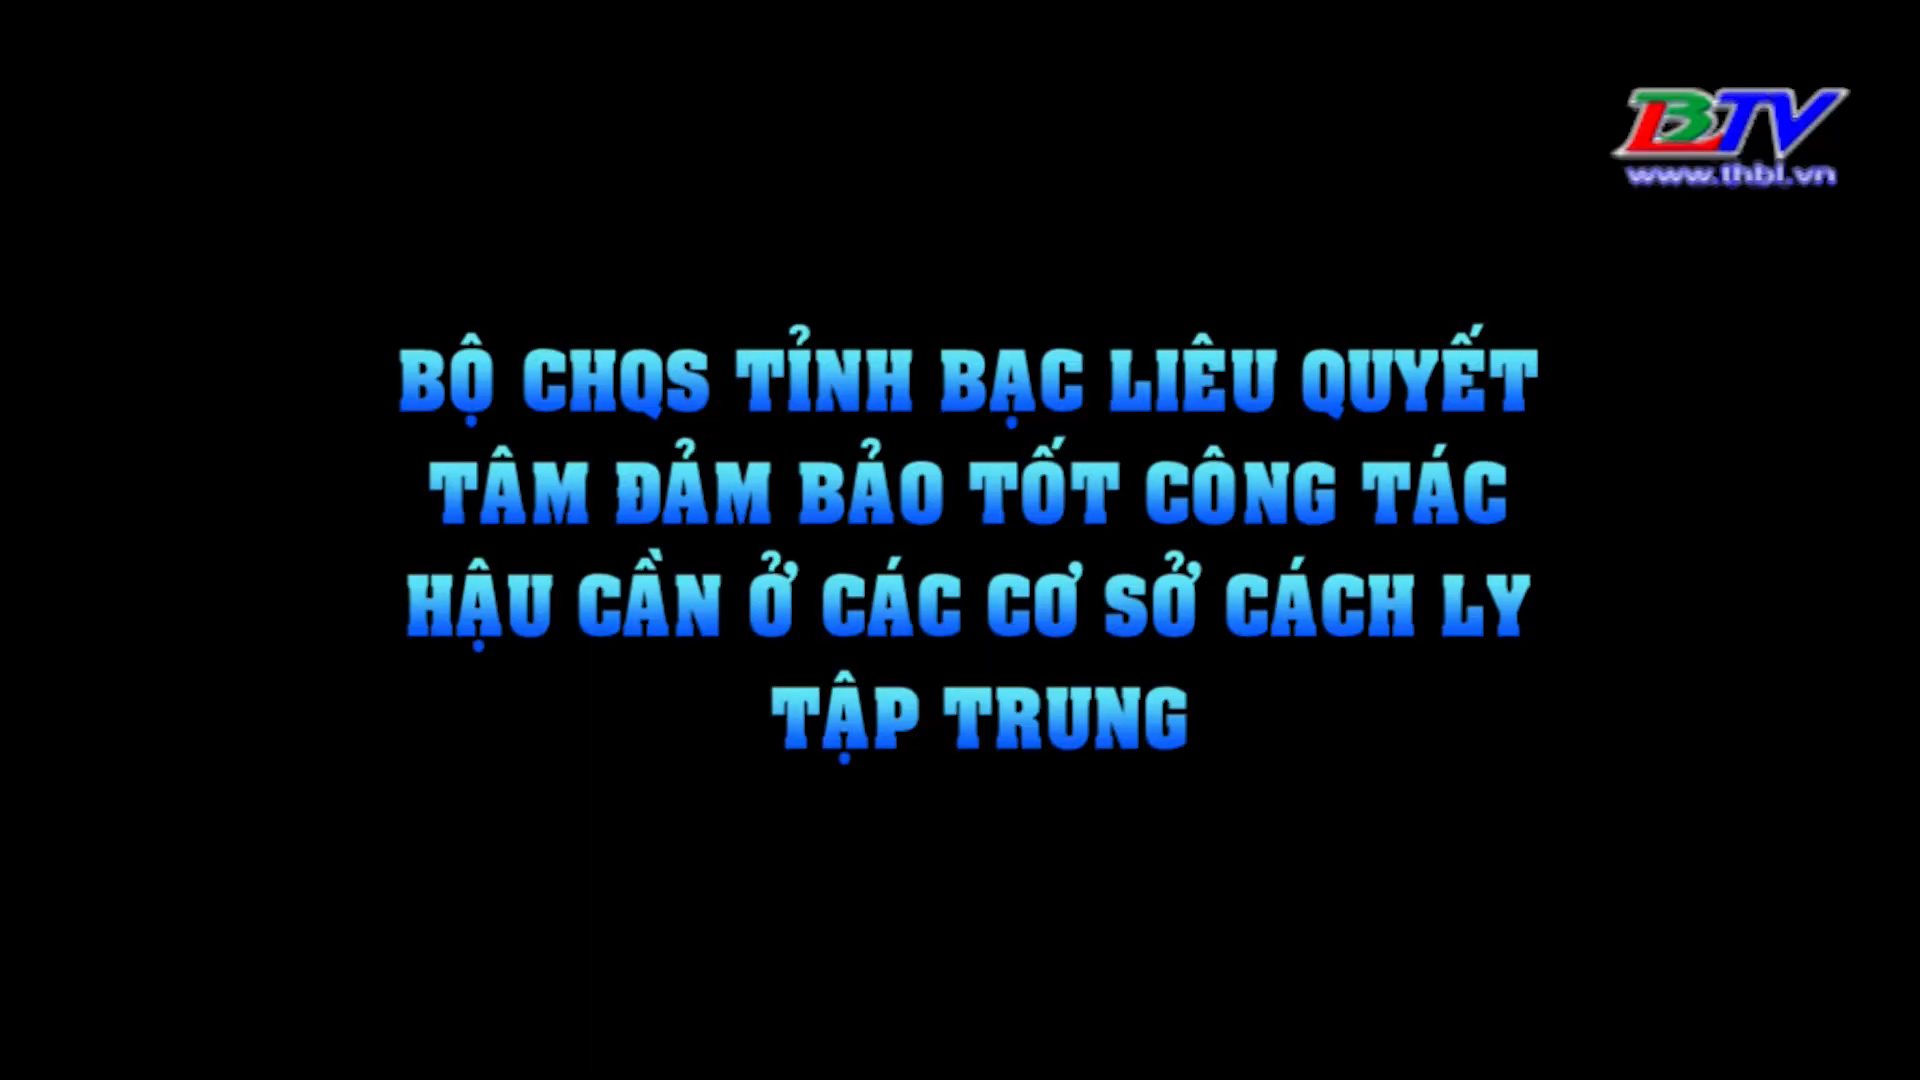 BTV
www.thbl.vn
BỘ CHQS TỈNH BẠC LIÊU QUYẾT
TÂM ĐẢM BẢO TỐT CÔNG TÁC
HẬU CẦN Ở CÁC CƠ SỞ CÁCH LY
TẬP TRUNG